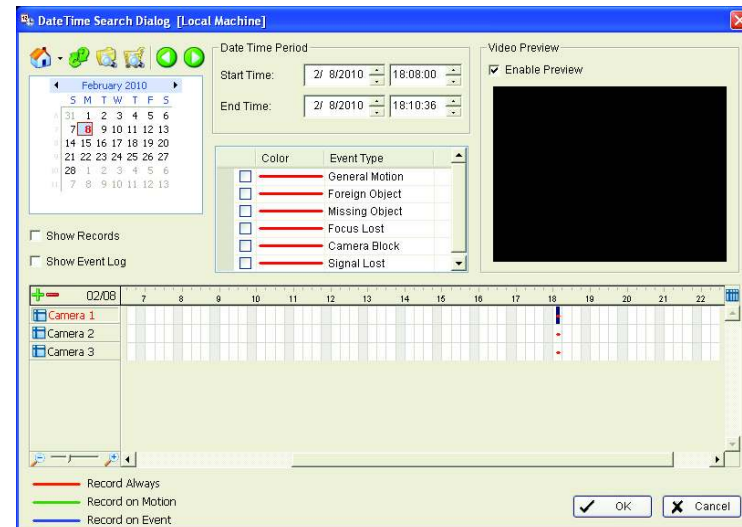 DateTime Search Dialog [Local Machine]
Date Time Period
Start Time: 2/ 8/2010 18:08:00
End Time: 2/ 8/2010 18:10:36
Video Preview
Enable Preview
February 2010
S M T W T F S
31 1 2 3 4 5 6
7 8 9 10 11 12 13
14 15 16 17 18 19 20
21 22 23 24 25 26 27
28 1 2 3 4 5 6
7 8 9 10 11 12 13
Show Records
Show Event Log
Color Event Type
General Motion
Foreign Object
Missing Object
Focus Lost
Camera Block
Signal Lost
02/08 7 8 9 10 11 12 13 14 15 16 17 18 19 20 21 22
Camera 1
Camera 2
Camera 3
Record Always
Record on Motion
Record on Event
OK Cancel